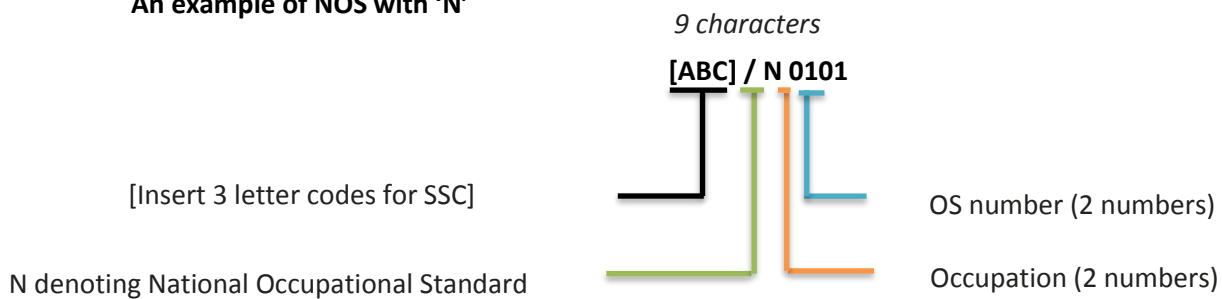 An example of NOS with ‘N’
9 characters
[ABC] / N 0101
[Insert 3 letter codes for SSC]
OS number (2 numbers)
N denoting National Occupational Standard
Occupation (2 numbers)